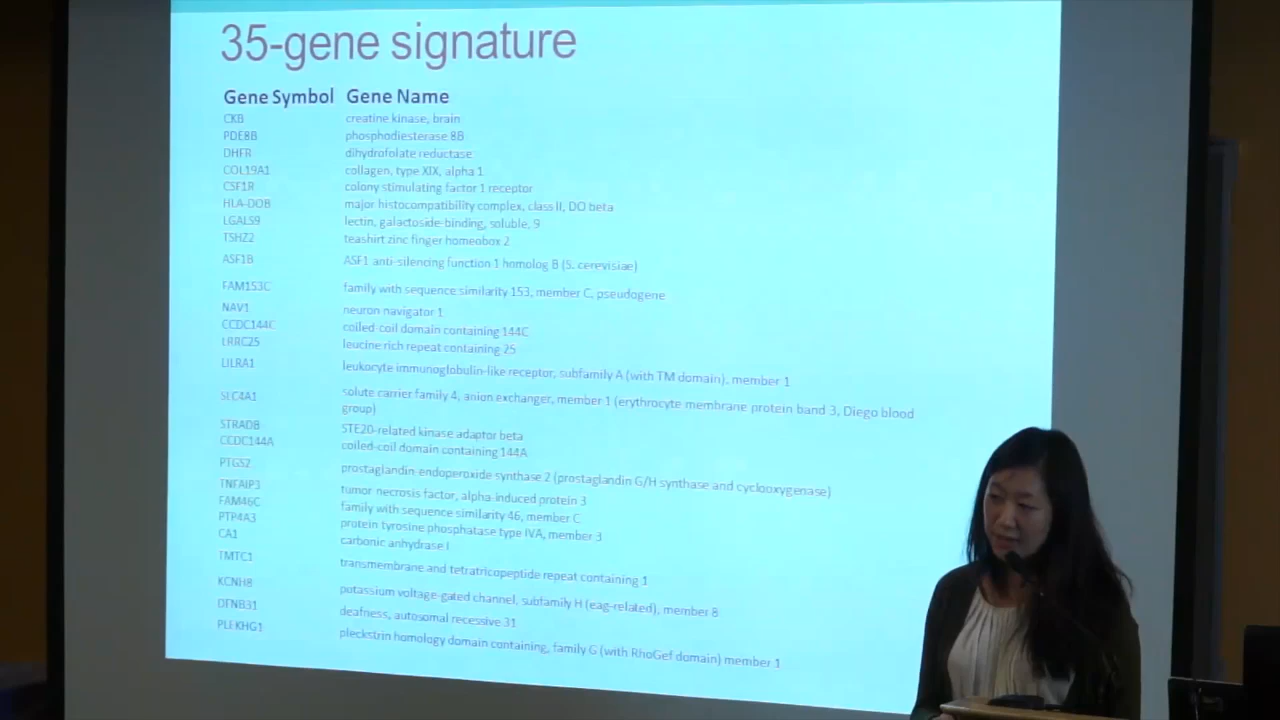 35-gene signature
Gene Symbol Gene Name
CKB creatine kinase, brain
PDE8B phosphodiesterase 8B
DHFR dihydrofolate reductase
COL19A1 collagen, type XIX, alpha 1
CSF1R colony stimulating factor 1 receptor
HLA-DOB major histocompatibility complex, class II, DO beta
LGALS9 lectin, galactoside-binding, soluble, 9
TSHZ2 teashirt zinc finger homeobox 2
ASF1B ASF1 anti-silencing function 1 homolog B (S. cerevisiae)
FAM153C family with sequence similarity 153, member C, pseudogene
NAV1 neuron navigator 1
CCDC144C coiled-coil domain containing 144C
LRRC25 leucine rich repeat containing 25
LILRA1 leukocyte immunoglobulin-like receptor, subfamily A (with TM domain), member 1
SLC4A1 solute carrier family 4, anion exchanger, member 1 (erythrocyte membrane protein band 3, Diego blood
group)
STRADB STE20-related kinase adaptor beta
CCDC144A coiled-coil domain containing 144A
PTGS2 prostaglandin-endoperoxide synthase 2 (prostaglandin G/H synthase and cyclooxygenase)
TNFAIP3 tumor necrosis factor, alpha-induced protein 3
FAM46C family with sequence similarity 46, member C
PTP4A3 protein tyrosine phosphatase type IVA, member 3
CA1 carbonic anhydrase I
TMTC1 transmembrane and tetratricopeptide repeat containing 1
KCNH8 potassium voltage-gated channel, subfamily H (eag-related), member 8
DFNB31 deafness, autosomal recessive 31
PLEKHG1 pleckstrin homology domain containing, family G (with RhoGef domain) member 1